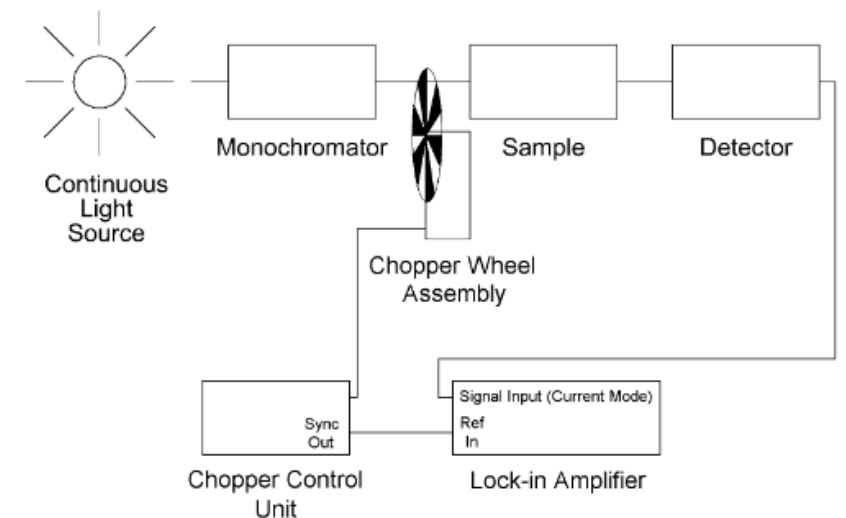 Monochromator
Sample
Detector
Continuous
Light
Source
Chopper Wheel
Assembly
Sync
Out
Signal Input (Current Mode)
Ref
In
Chopper Control
Unit
Lock-in Amplifier